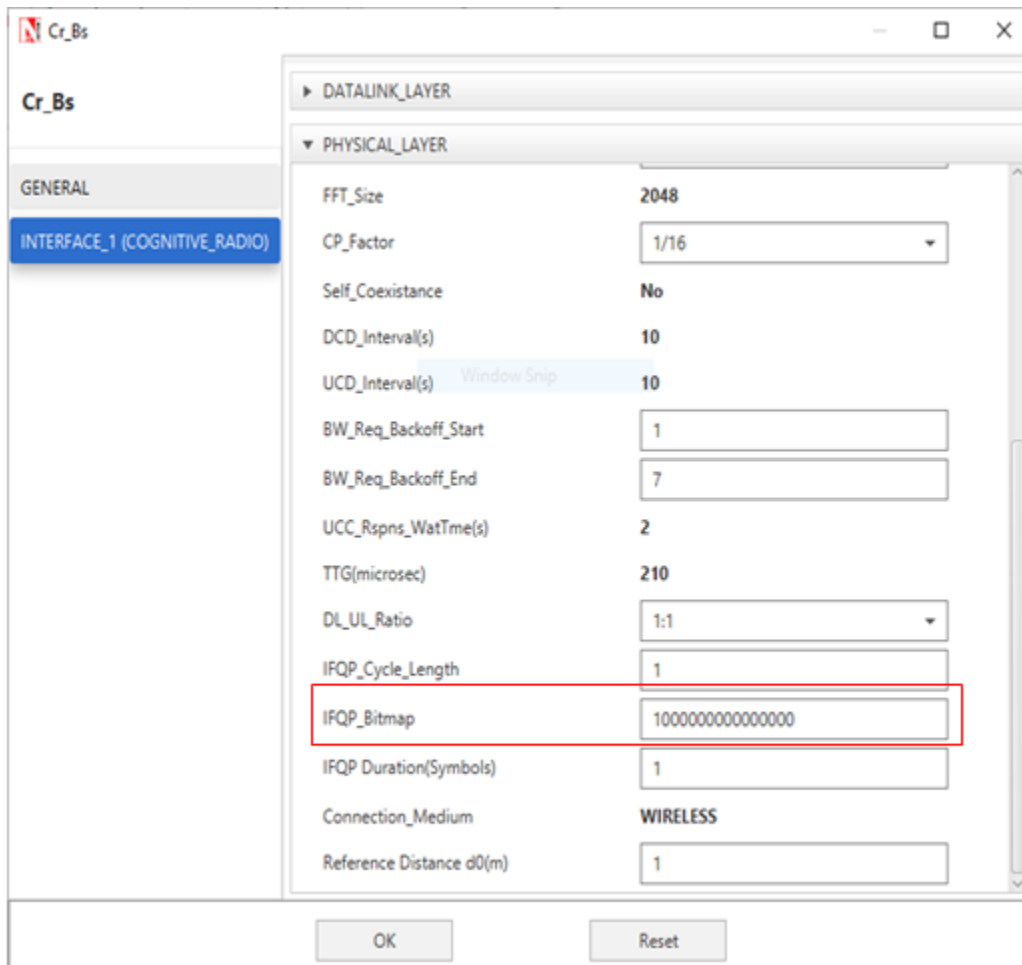 Cr_Bs
Cr_Bs
GENERAL
INTERFACE_1 (COGNITIVE_RADIO)
DATALINK_LAYER
PHYSICAL_LAYER
FFT_Size 2048
CP_Factor 1/16
Self_Coexistance No
DCD_Interval(s) 10
Window Snip
UCD_Interval(s) 10
BW_Req_Backoff_Start 1
BW_Req_Backoff_End 7
UCC_Rspns_WatTme(s) 2
TTG(microsec) 210
DL_UL_Ratio 1:1
IFQP_Cycle_Length 1
IFQP_Bitmap 1000000000000000
IFQP Duration(Symbols) 1
Connection_Medium WIRELESS
Reference Distance d0(m) 1
OK Reset